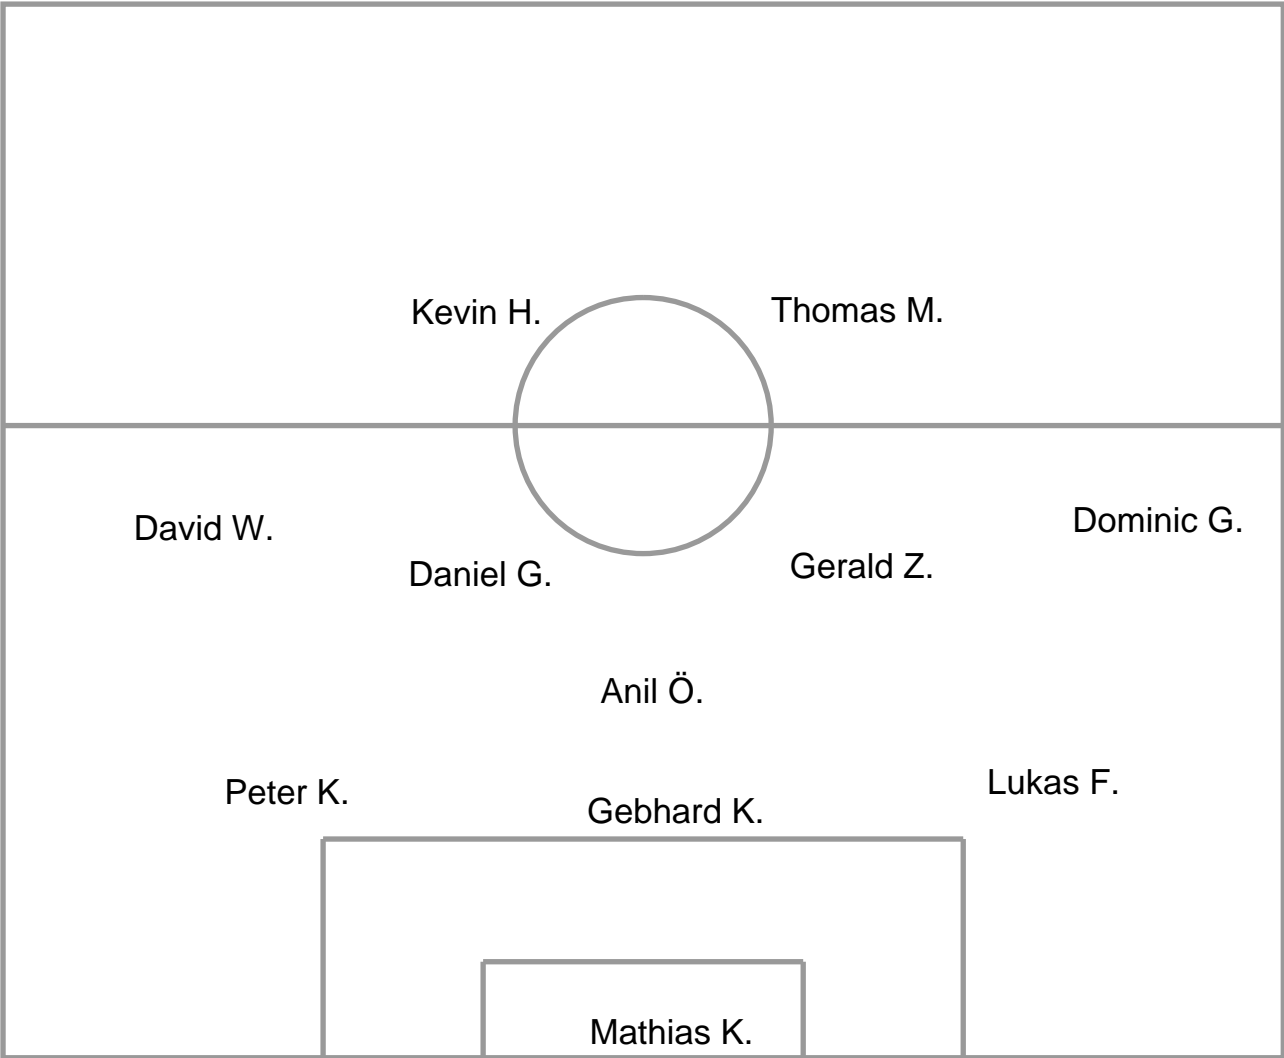 Kevin H.
Thomas M.
David W.
Dominic G.
Daniel G.
Gerald Z.
Anil Ö.
Peter K.
Lukas F.
Gebhard K.
Mathias K.